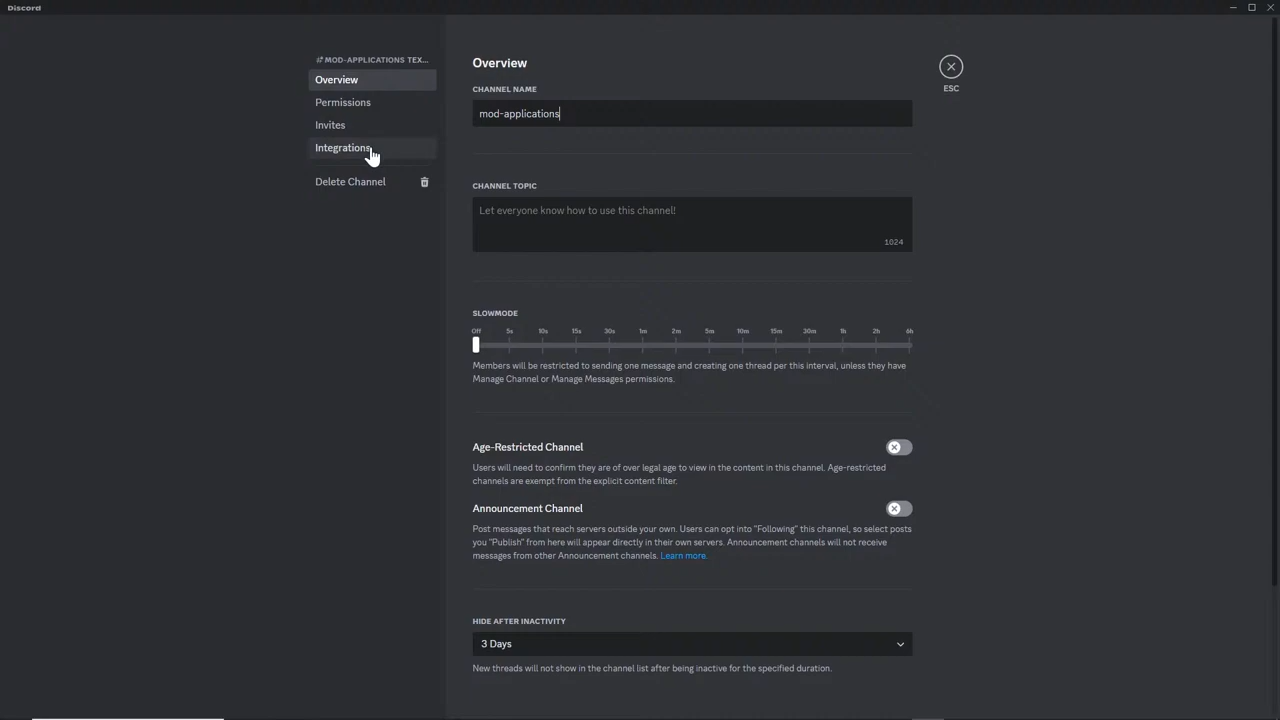 Discord
# MOD-APPLICATIONS TEX...
Overview
Permissions
Invites
Integrations
Delete Channel
Overview
ESC
CHANNEL NAME
mod-applications
CHANNEL TOPIC
Let everyone know how to use this channel!
1024
SLOWMODE
Off 5s 10s 15s 30s 1m 2m 5m 10m 15m 30m 1h 2h 6h
Members will be restricted to sending one message and creating one thread per this interval, unless they have
Manage Channel or Manage Messages permissions.
Age-Restricted Channel
Users will need to confirm they are of over legal age to view in the content in this channel. Age-restricted
channels are exempt from the explicit content filter.
Announcement Channel
Post messages that reach servers outside your own. Users can opt into "Following" this channel, so select posts
you "Publish" from here will appear directly in their own servers. Announcement channels will not receive
messages from other Announcement channels. Learn more.
HIDE AFTER INACTIVITY
3 Days
New threads will not show in the channel list after being inactive for the specified duration.